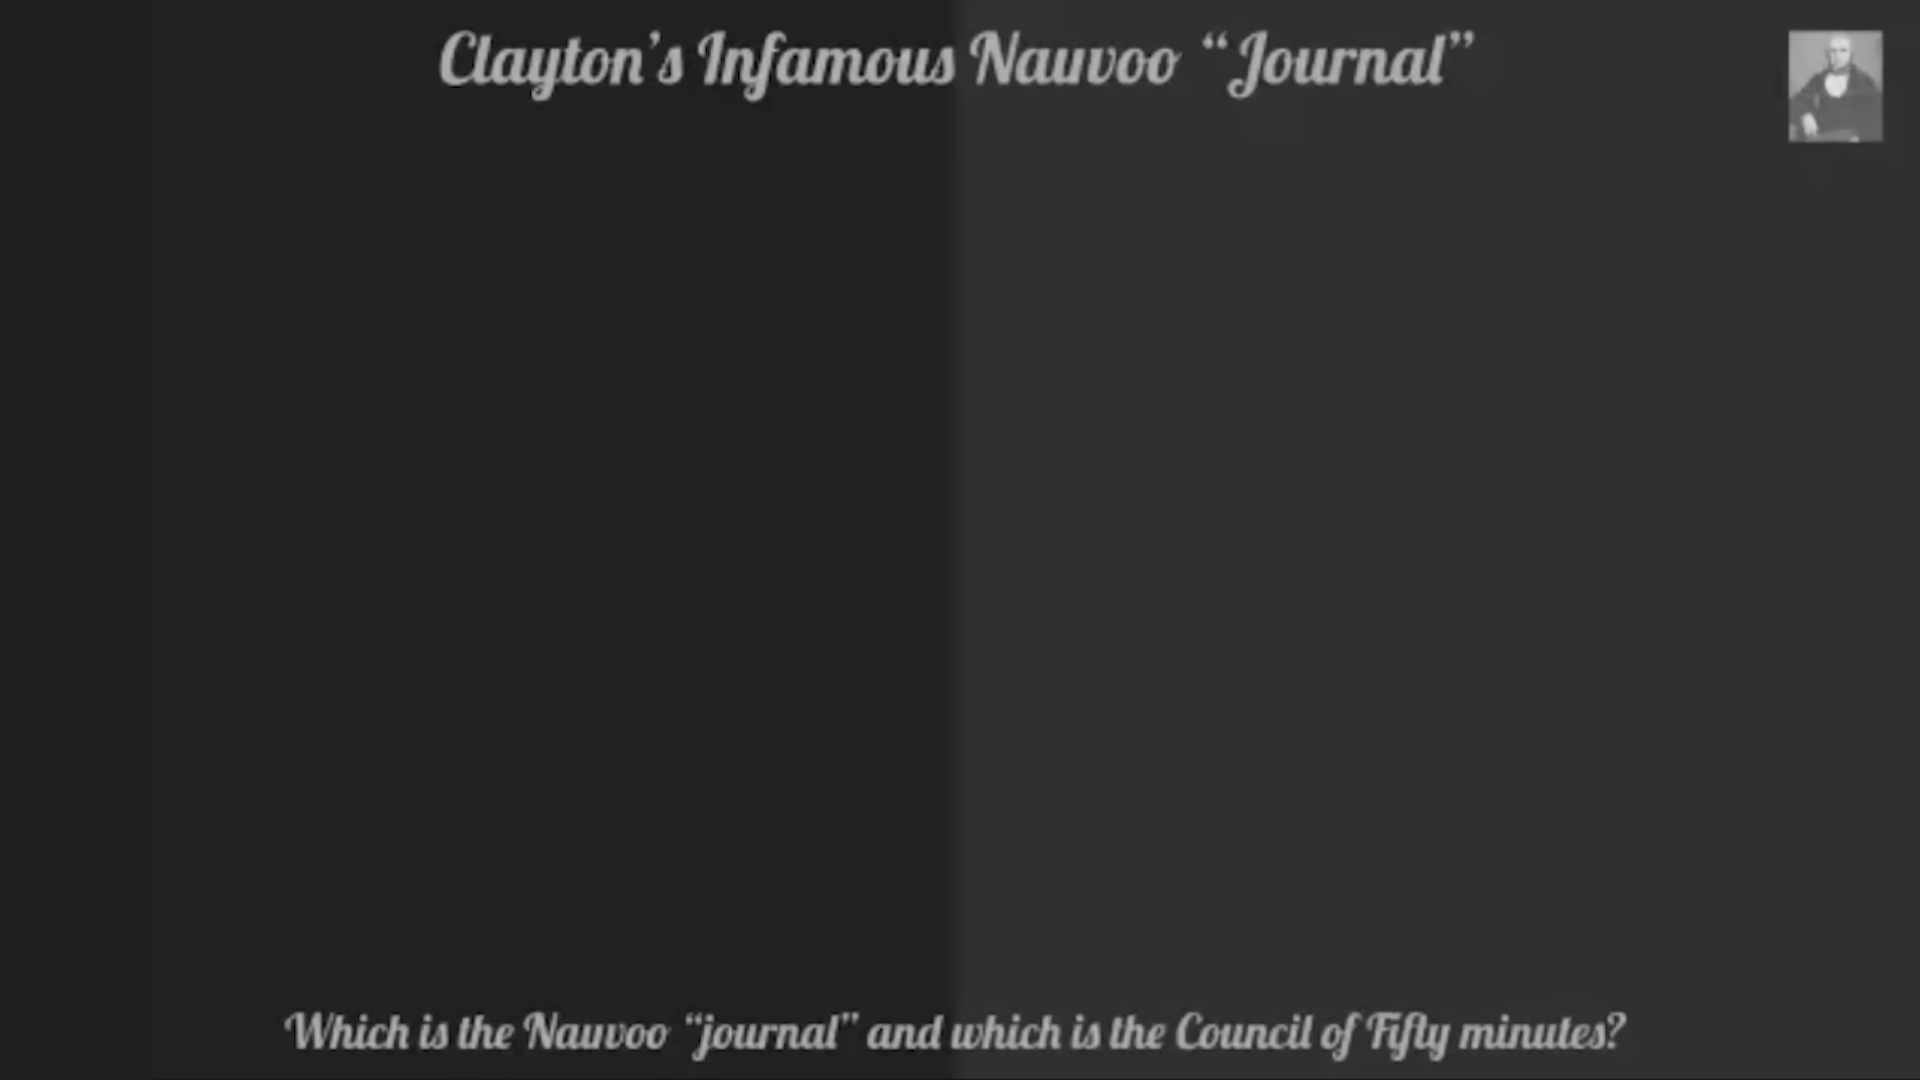 Clayton’s Infamous Nauvoo “Journal”
Which is the Nauvoo “journal” and which is the Council of Fifty minutes?